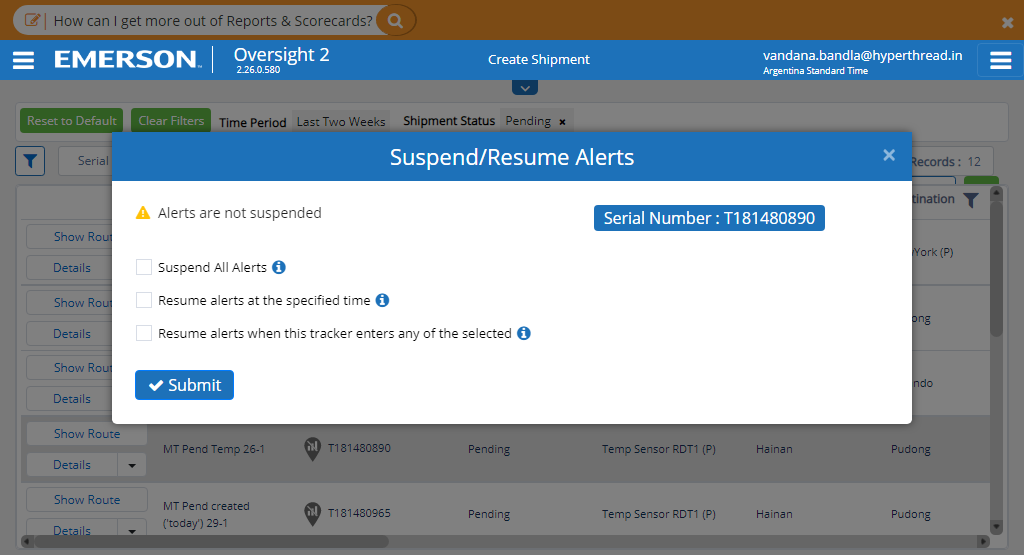 How can I get more out of Reports & Scorecards?
EMERSON
Oversight 2
2.26.0.580
Create Shipment
vandana.bandla@hyperthread.in
Argentina Standard Time
Reset to Default
Clear Filters
Time Period
Last Two Weeks
Shipment Status
Pending ×
Serial
Records : 12
Suspend/Resume Alerts
×
Alerts are not suspended
Serial Number : T181480890
Suspend All Alerts
Resume alerts at the specified time
Resume alerts when this tracker enters any of the selected
Submit
tination
Show Rout
Details
York (P)
Show Rout
Details
ong
Show Rout
Details
ndo
Show Route
Details
MT Pend Temp 26-1
T181480890
Pending
Temp Sensor RDT1 (P)
Hainan
Pudong
Show Route
Details
MT Pend created
('today') 29-1
T181480965
Pending
Temp Sensor RDT1 (P)
Hainan
Pudong